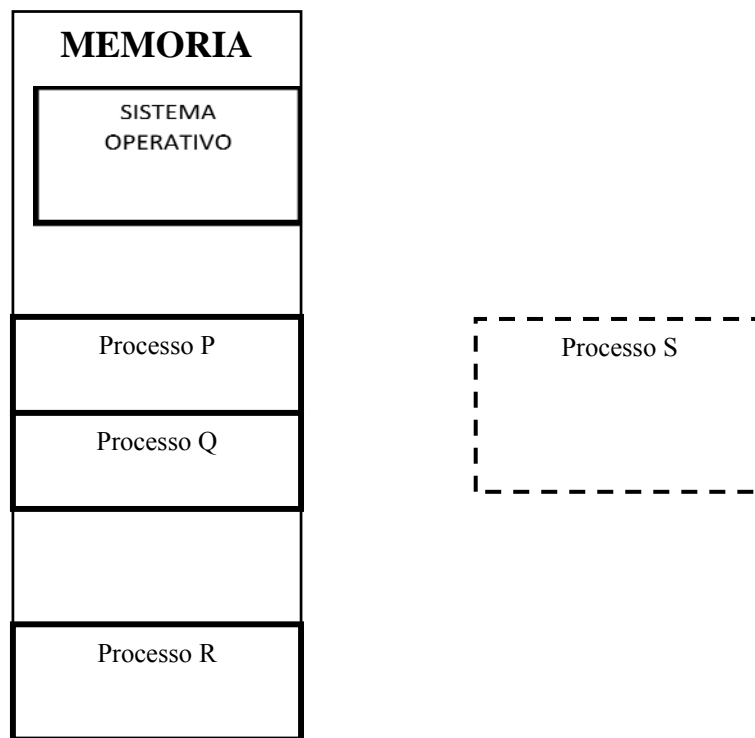 MEMORIA
SISTEMA
OPERATIVO
Processo P
Processo S
Processo Q
Processo R